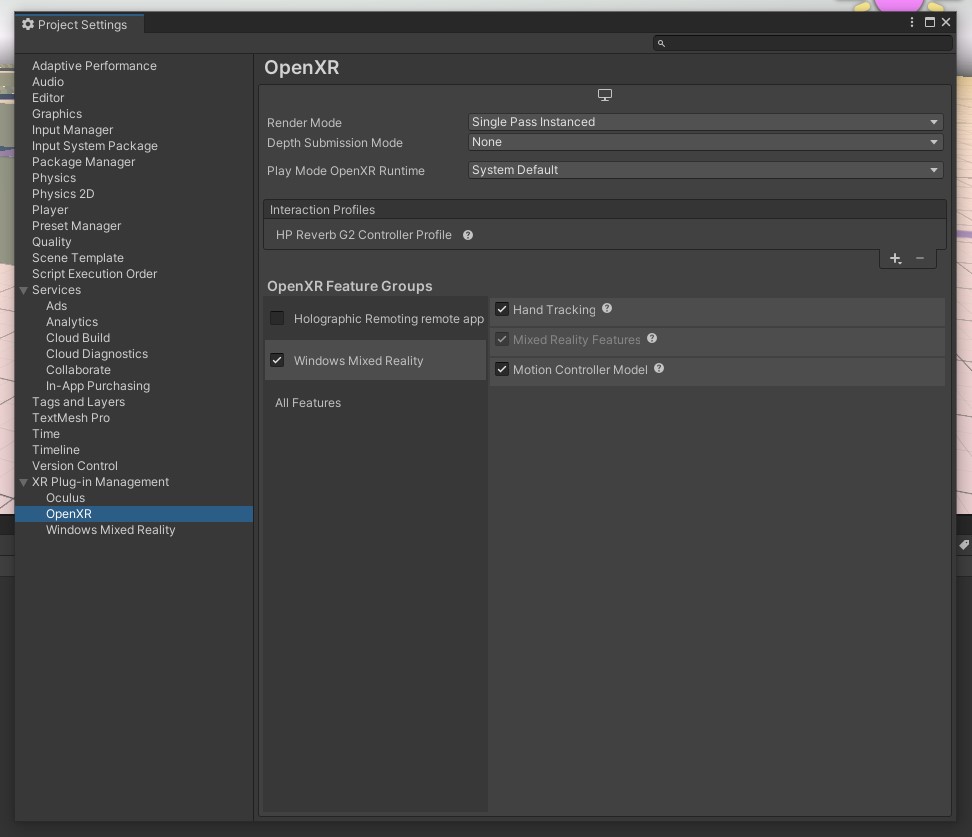 Project Settings
Adaptive Performance
Audio
Editor
Graphics
Input Manager
Input System Package
Package Manager
Physics
Physics 2D
Player
Preset Manager
Quality
Scene Template
Script Execution Order
Services
Ads
Analytics
Cloud Build
Cloud Diagnostics
Collaborate
In-App Purchasing
Tags and Layers
TextMesh Pro
Time
Timeline
Version Control
XR Plug-in Management
Oculus
OpenXR
Windows Mixed Reality
OpenXR
Render Mode Single Pass Instanced
Depth Submission Mode None
Play Mode OpenXR Runtime System Default
Interaction Profiles
HP Reverb G2 Controller Profile
OpenXR Feature Groups
Holographic Remoting remote app
Windows Mixed Reality
All Features
Hand Tracking
Mixed Reality Features
Motion Controller Model